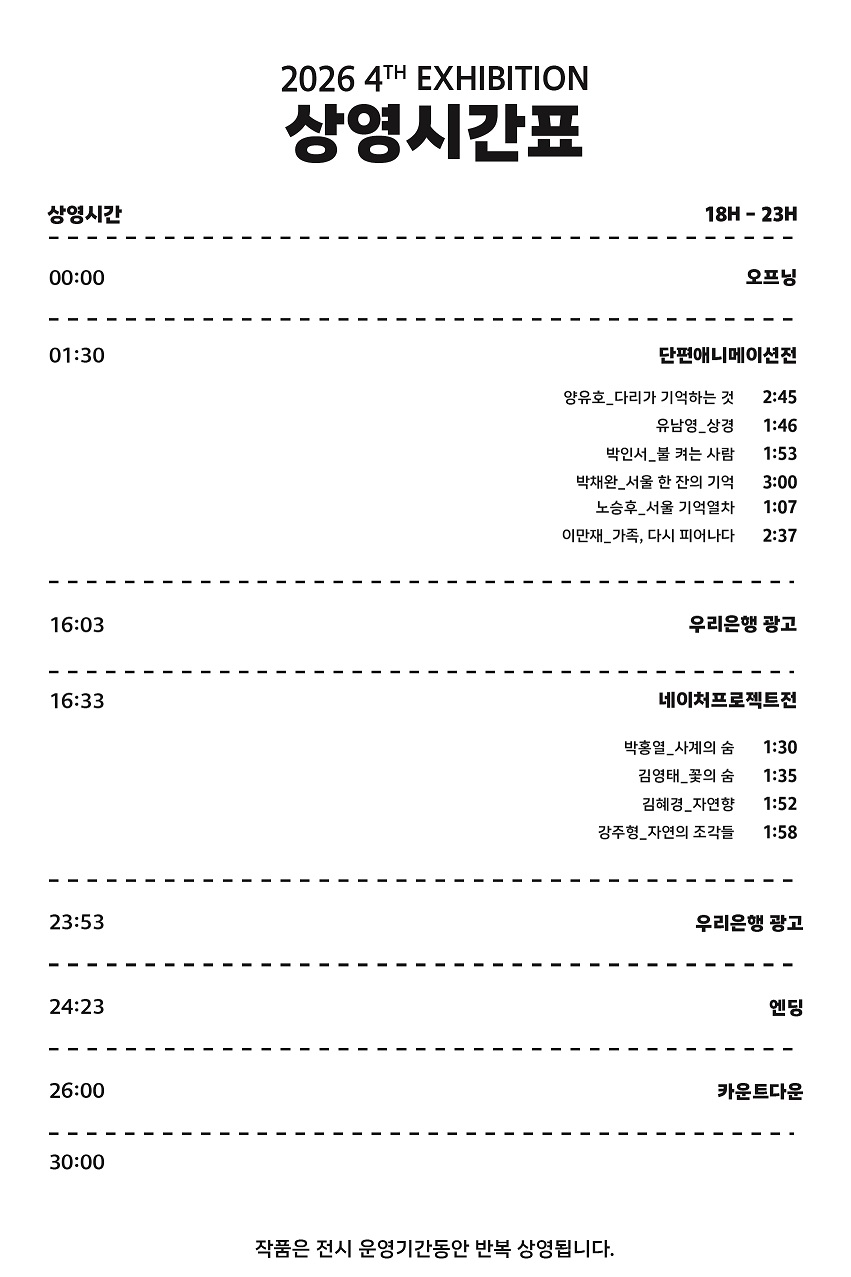 2026 4TH EXHIBITION
상영시간표
상영시간 18H - 23H
00:00 오프닝
01:30 단편애니메이션전
양유호_다리가 기억하는 것 2:45
유남영_상경 1:46
박인서_불 켜는 사람 1:53
박채완_서울 한 잔의 기억 3:00
노승후_서울 기억열차 1:07
이만재_가족, 다시 피어나다 2:37
16:03 우리은행 광고
16:33 네이처프로젝트전
박홍열_사계의 숨 1:30
김영태_꽃의 숨 1:35
김혜경_자연향 1:52
강주형_자연의 조각들 1:58
23:53 우리은행 광고
24:23 엔딩
26:00 카운트다운
30:00
작품은 전시 운영기간동안 반복 상영됩니다.